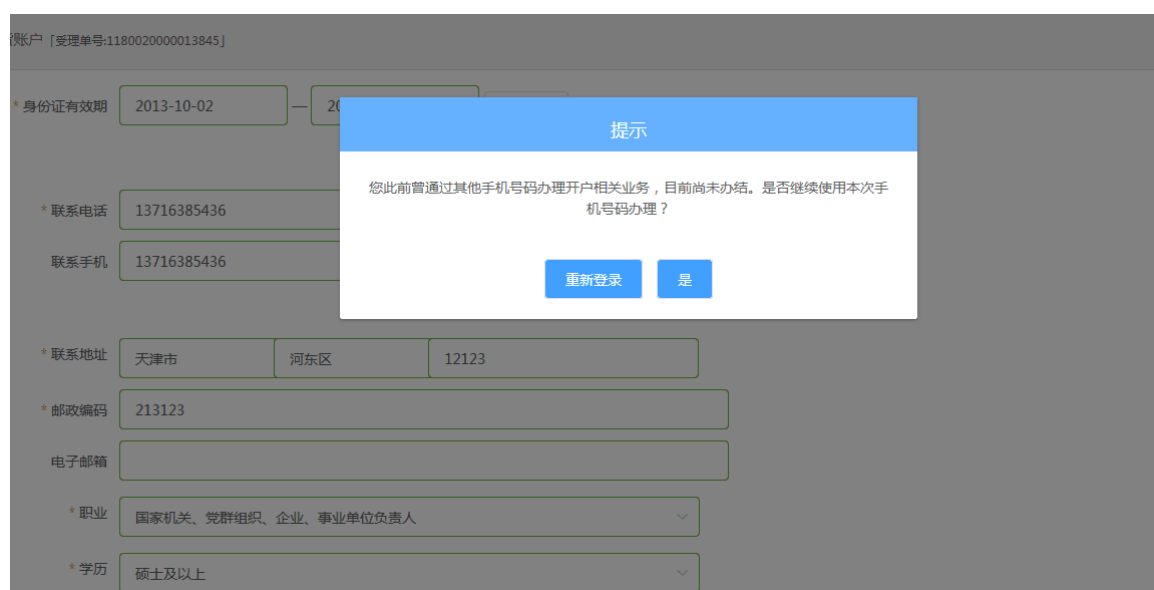 账户「受理单号:1180020000013845」
* 身份证有效期 2013-10-02 — 20
提示
您此前曾通过其他手机号码办理开户相关业务，目前尚未办结。是否继续使用本次手
机号码办理？
* 联系电话 13716385436
联系手机 13716385436
重新登录 是
* 联系地址 天津市 河东区 12123
* 邮政编码 213123
电子邮箱
* 职业 国家机关、党群组织、企业、事业单位负责人
* 学历 硕士及以上